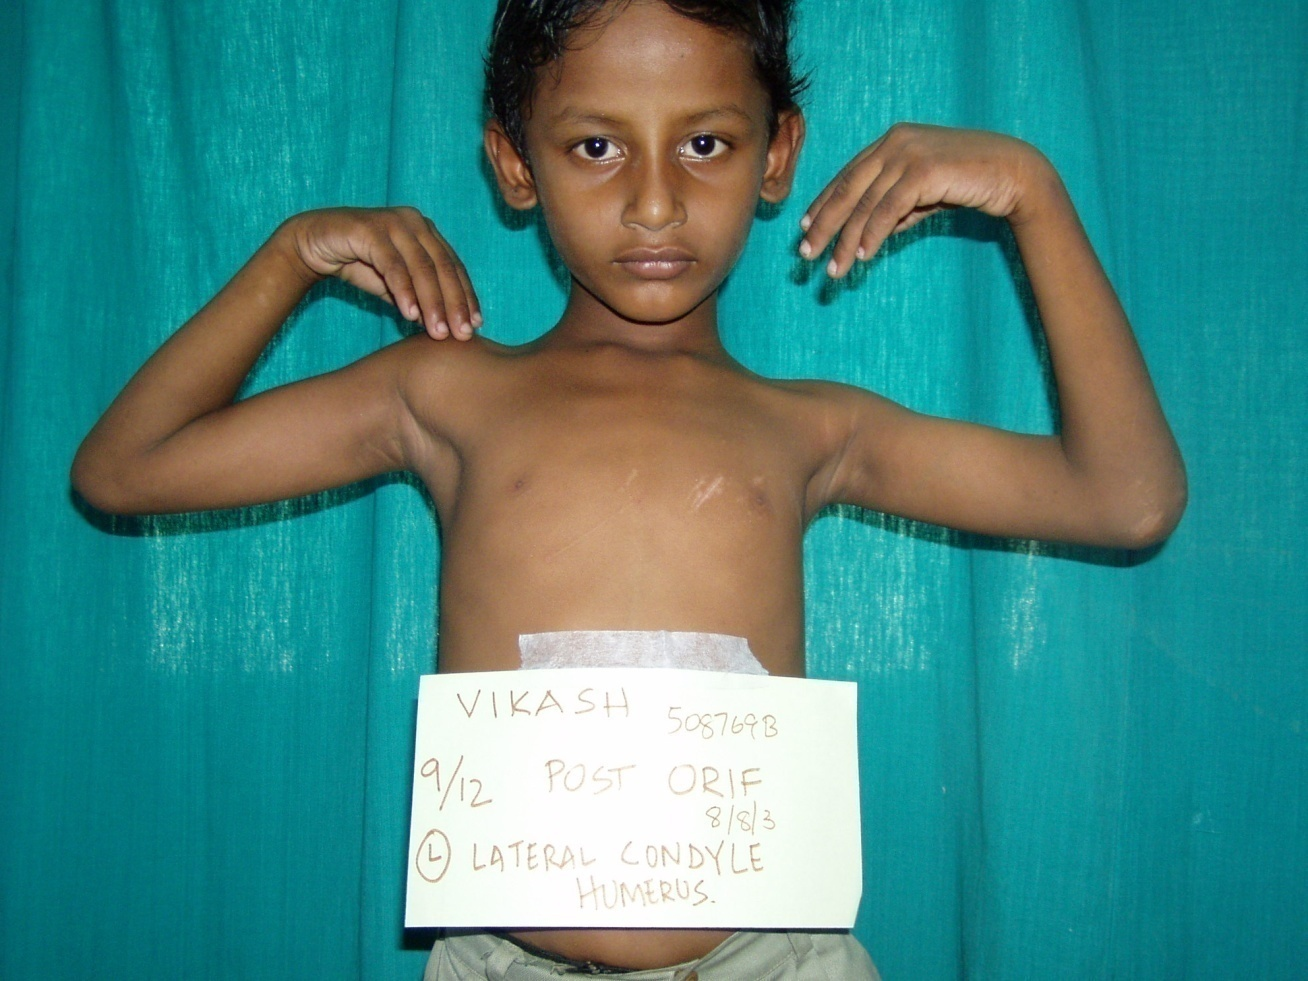 VIKASH 508769B
9/12 POST ORIF
8/8/3
Ⓛ LATERAL CONDYLE
HUMERUS.